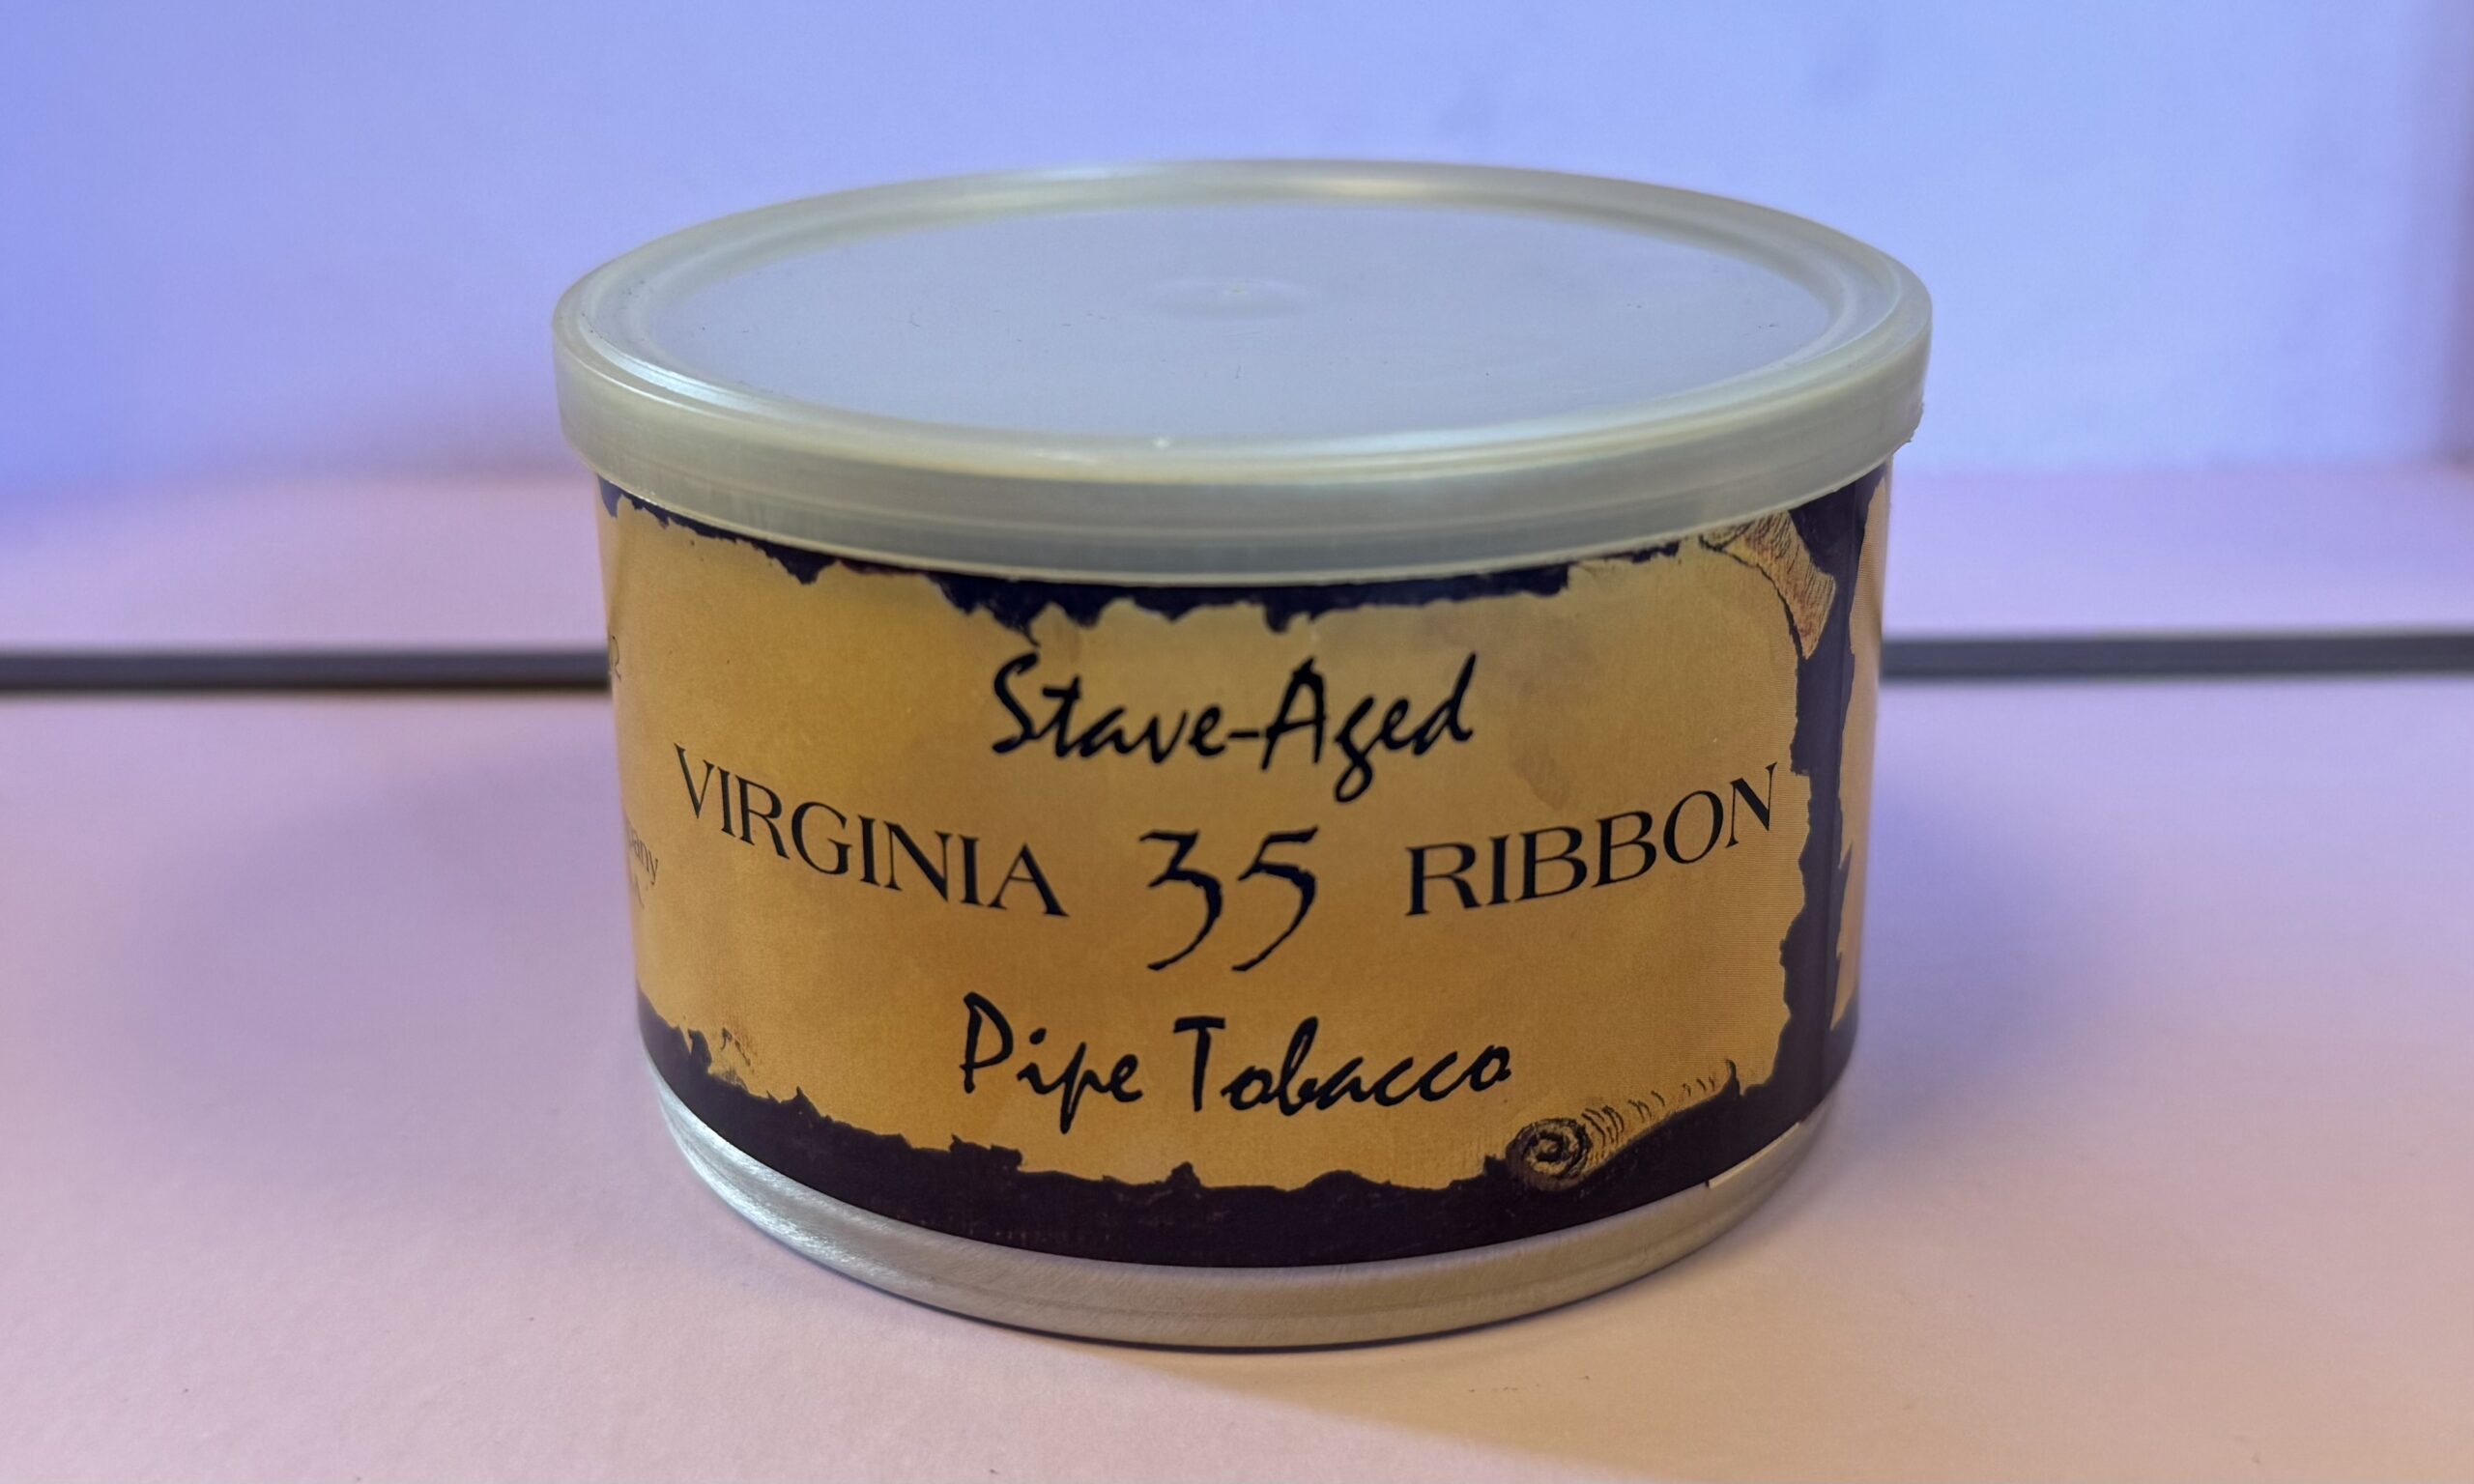 Stave-Aged
VIRGINIA 35 RIBBON
Pipe Tobacco